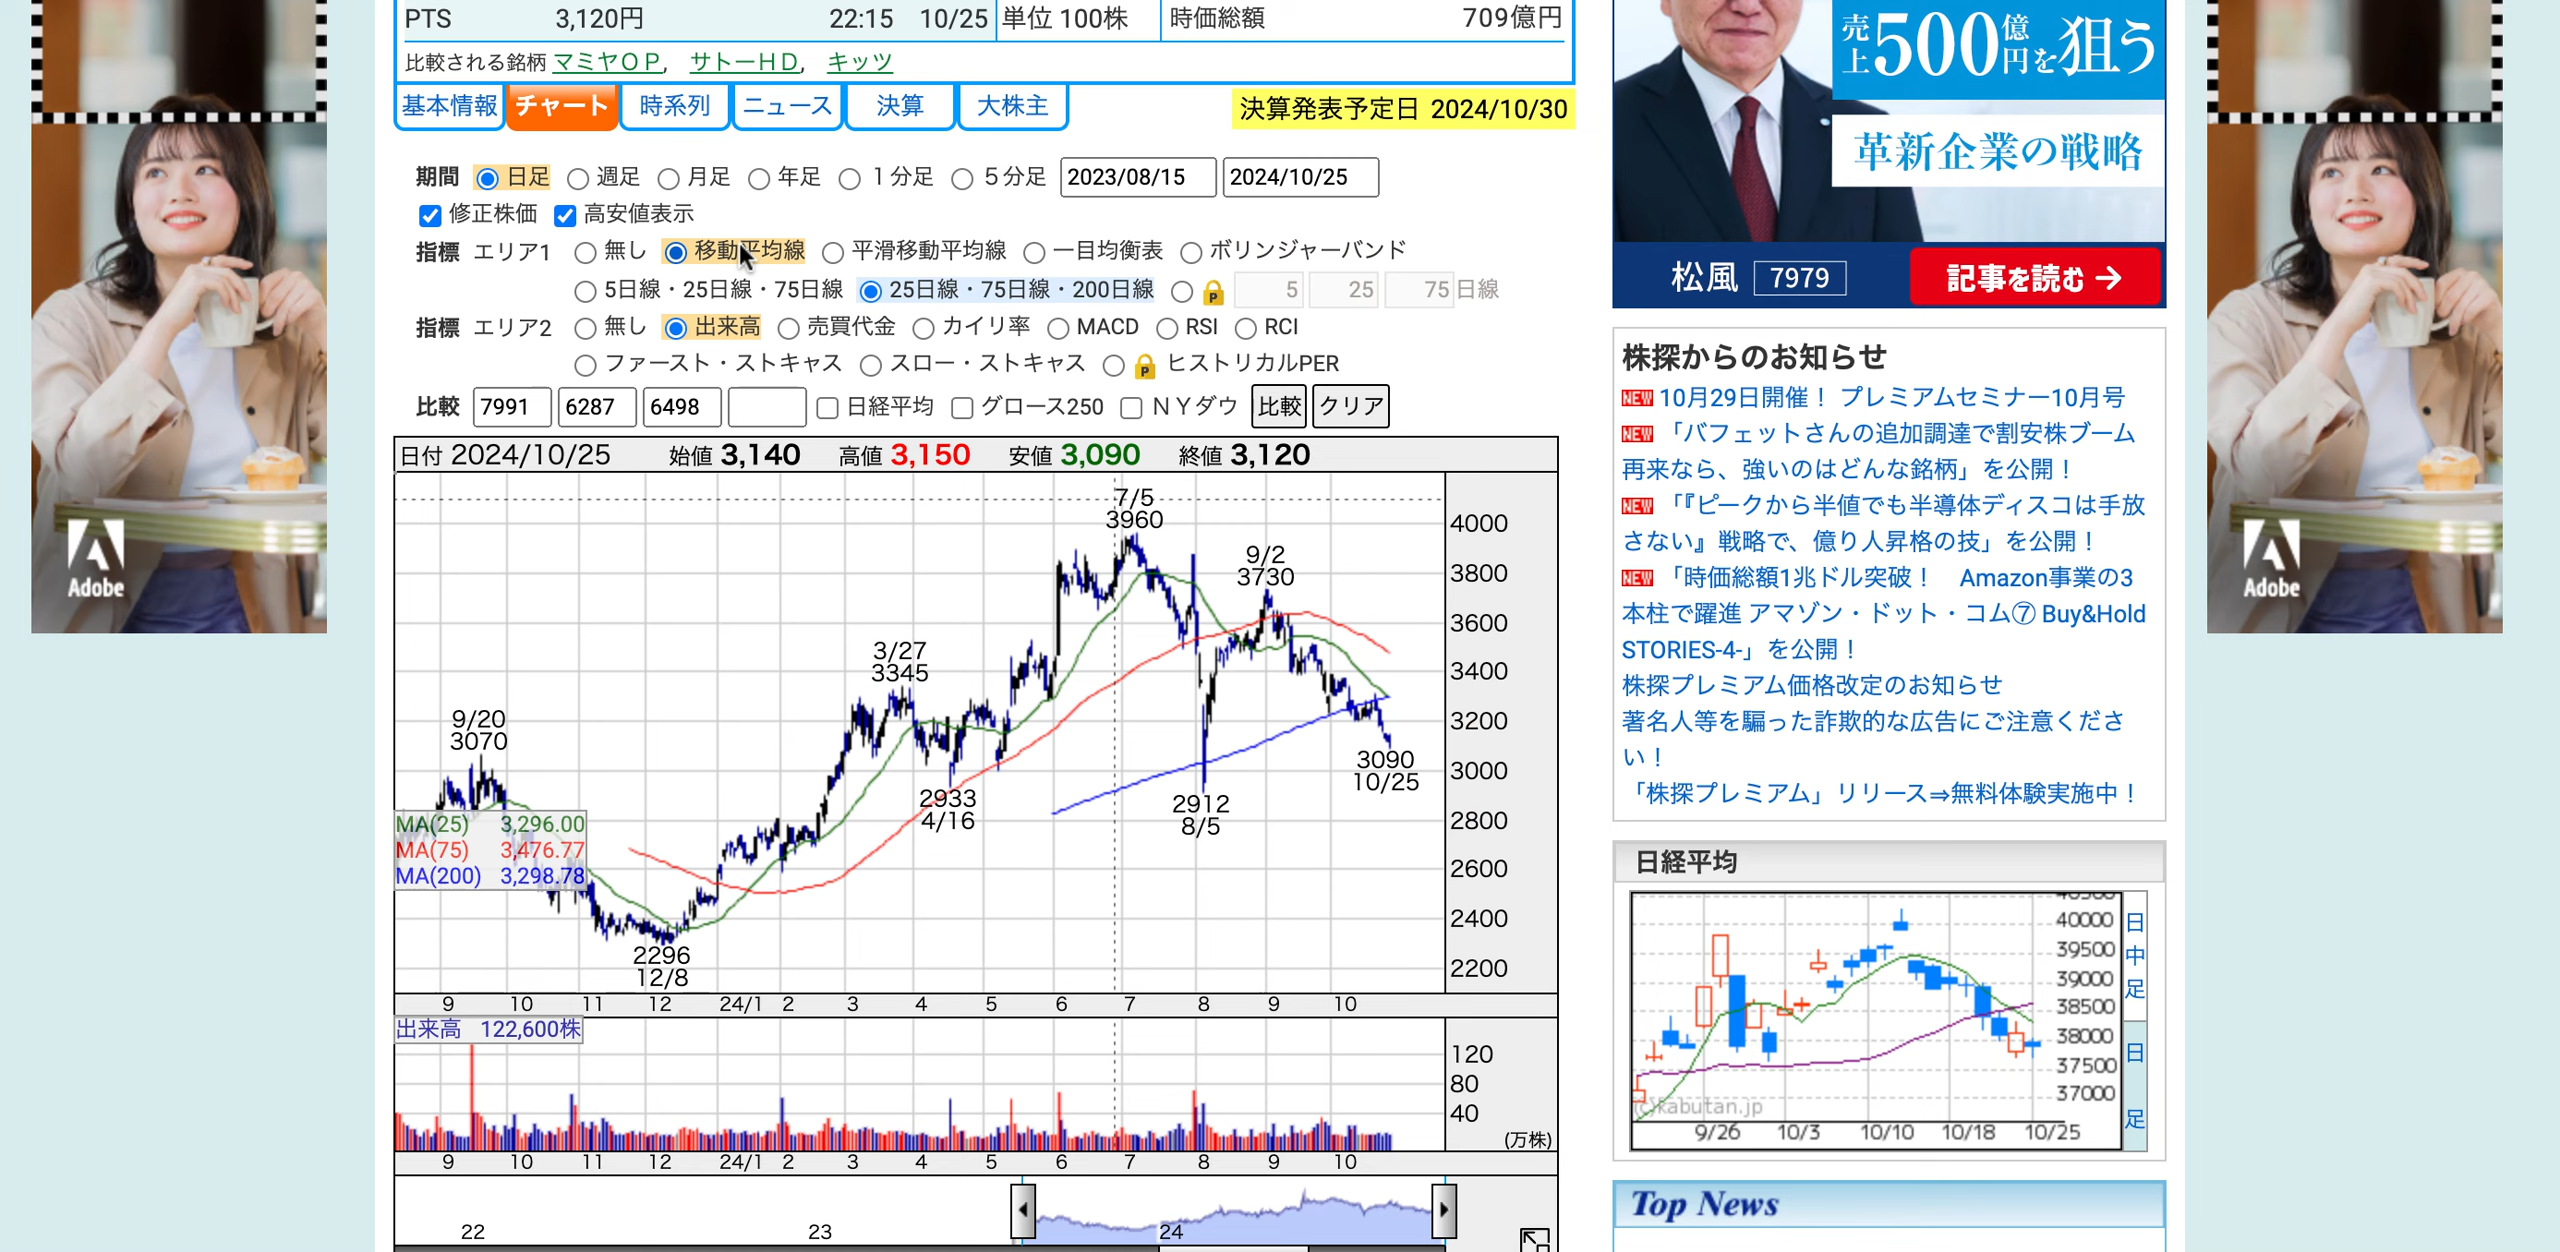 PTS 3,120円 22:15 10/25 単位 100株 時価総額 709億円
比較される銘柄 マミヤOP, サトーHD, キッツ
基本情報 チャート 時系列 ニュース 決算 大株主
決算発表予定日 2024/10/30
期間 日足 週足 月足 年足 1分足 5分足 2023/08/15 2024/10/25
修正株価 高安値表示
指標 エリア1 無し 移動平均線 平滑移動平均線 一目均衡表 ボリンジャーバンド
5日線・25日線・75日線 25日線・75日線・200日線 P 5 25 75 日線
指標 エリア2 無し 出来高 売買代金 カイリ率 MACD RSI RCI
ファースト・ストキャス スロー・ストキャス P ヒストリカルPER
比較 7991 6287 6498 日経平均 グロース250 NYダウ 比較 クリア
日付 2024/10/25 始値 3,140 高値 3,150 安値 3,090 終値 3,120
7/5
3960
9/2
3730
3/27
3345
9/20
3070
3090
10/25
2933
4/16
2912
8/5
2296
12/8
MA(25) 3,296.00
MA(75) 3,476.77
MA(200) 3,298.78
4000
3800
3600
3400
3200
3000
2800
2600
2400
2200
9 10 11 12 24/1 2 3 4 5 6 7 8 9 10
出来高 122,600株
120
80
40
(万株)
9 10 11 12 24/1 2 3 4 5 6 7 8 9 10
22 23 24
売上500億円を狙う
革新企業の戦略
松風 7979 記事を読む →
株探からのお知らせ
NEW 10月29日開催！ プレミアムセミナー10月号
NEW 「バフェットさんの追加調達で割安株ブーム
再来なら、強いのはどんな銘柄」を公開！
NEW 「『ピークから半値でも半導体ディスコは手放
さない』戦略で、億り人昇格の技」を公開！
NEW 「時価総額1兆ドル突破！ Amazon事業の3
本柱で躍進 アマゾン・ドット・コム⑦ Buy&Hold
STORIES-4-」を公開！
株探プレミアム価格改定のお知らせ
著名人等を騙った詐欺的な広告にご注意くださ
い！
「株探プレミアム」リリース⇒無料体験実施中！
日経平均
40500
40000
39500
39000
38500
38000
37500
37000
(c)kabutan.jp
9/26 10/3 10/10 10/18 10/25
日中足
日足
Top News
Adobe
Adobe